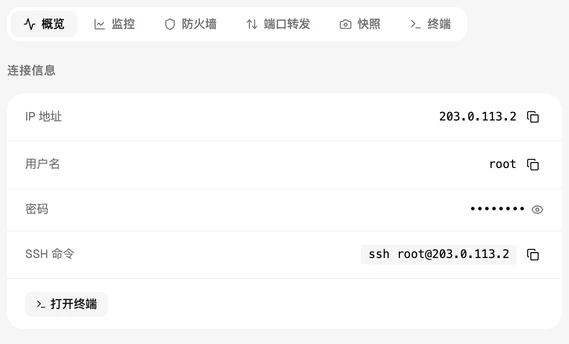 概览 监控 防火墙 端口转发 快照 终端
连接信息
IP 地址 203.0.113.2
用户名 root
密码 ••••••••
SSH 命令 ssh root@203.0.113.2
打开终端